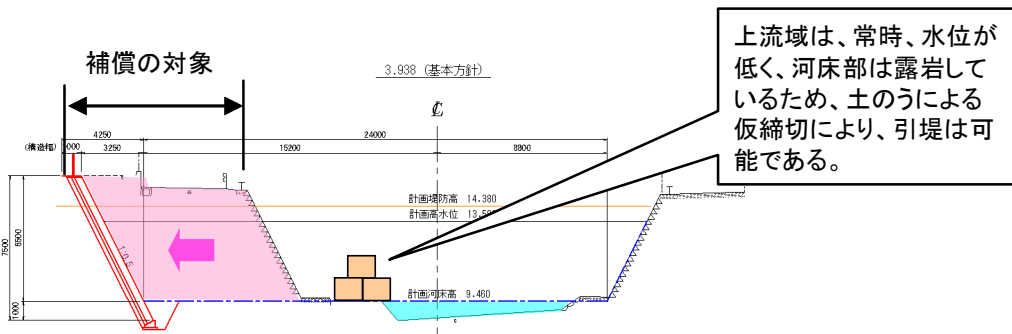 補償の対象
3.938 (基本方針)
上流域は、常時、水位が
低く、河床部は露岩して
いるため、土のうによる
仮締切により、引堤は可
能である。
4250
24000
(構造幅)
3250
15200
8800
計画堤防高 14.380
計画高水位
計画河床高 9.460
7500
6500
1000
1:0.5